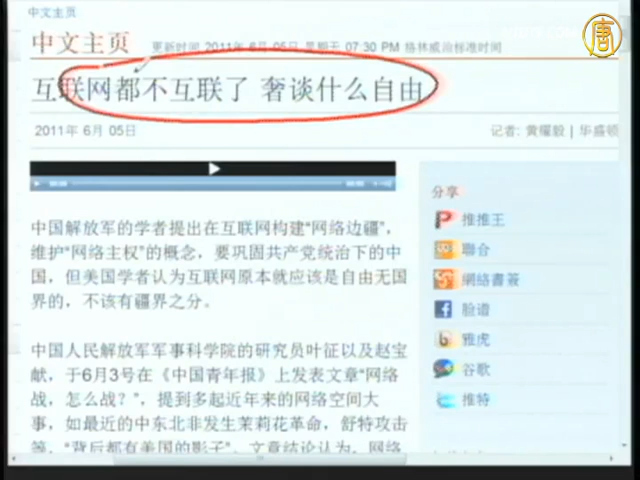 中文主页
唐
中文主页 更新时间 2011年 6月 05日 星期天 07:30 PM 格林威治标准时间
互联网都不互联了 奢谈什么自由
2011年 6月 05日 记者: 黄耀毅 | 华盛顿
分享
推推王
聯合
網絡書簽
脸谱
雅虎
谷歌
推特
中国解放军的学者提出在互联网构建“网络边疆”,
维护“网络主权”的概念，要巩固共产党统治下的中
国，但美国学者认为互联网原本就应该是自由无国
界的，不该有疆界之分。
中国人民解放军军事科学院的研究员叶征以及赵宝
献，于6月3号在《中国青年报》上发表文章“网络
战，怎么战？”，提到多起近年来的网络空间大
事，如最近的中东北非发生茉莉花革命，舒特攻击
等，“背后都有美国的影子”。文章结论认为，网络